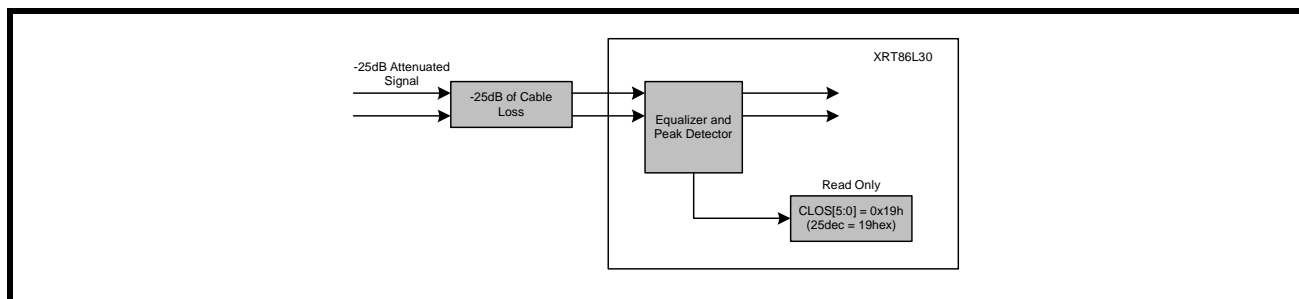 XRT86L30
-25dB Attenuated
Signal
-25dB of Cable
Loss
Equalizer and
Peak Detector
Read Only
CLOS[5:0] = 0x19h
(25dec = 19hex)